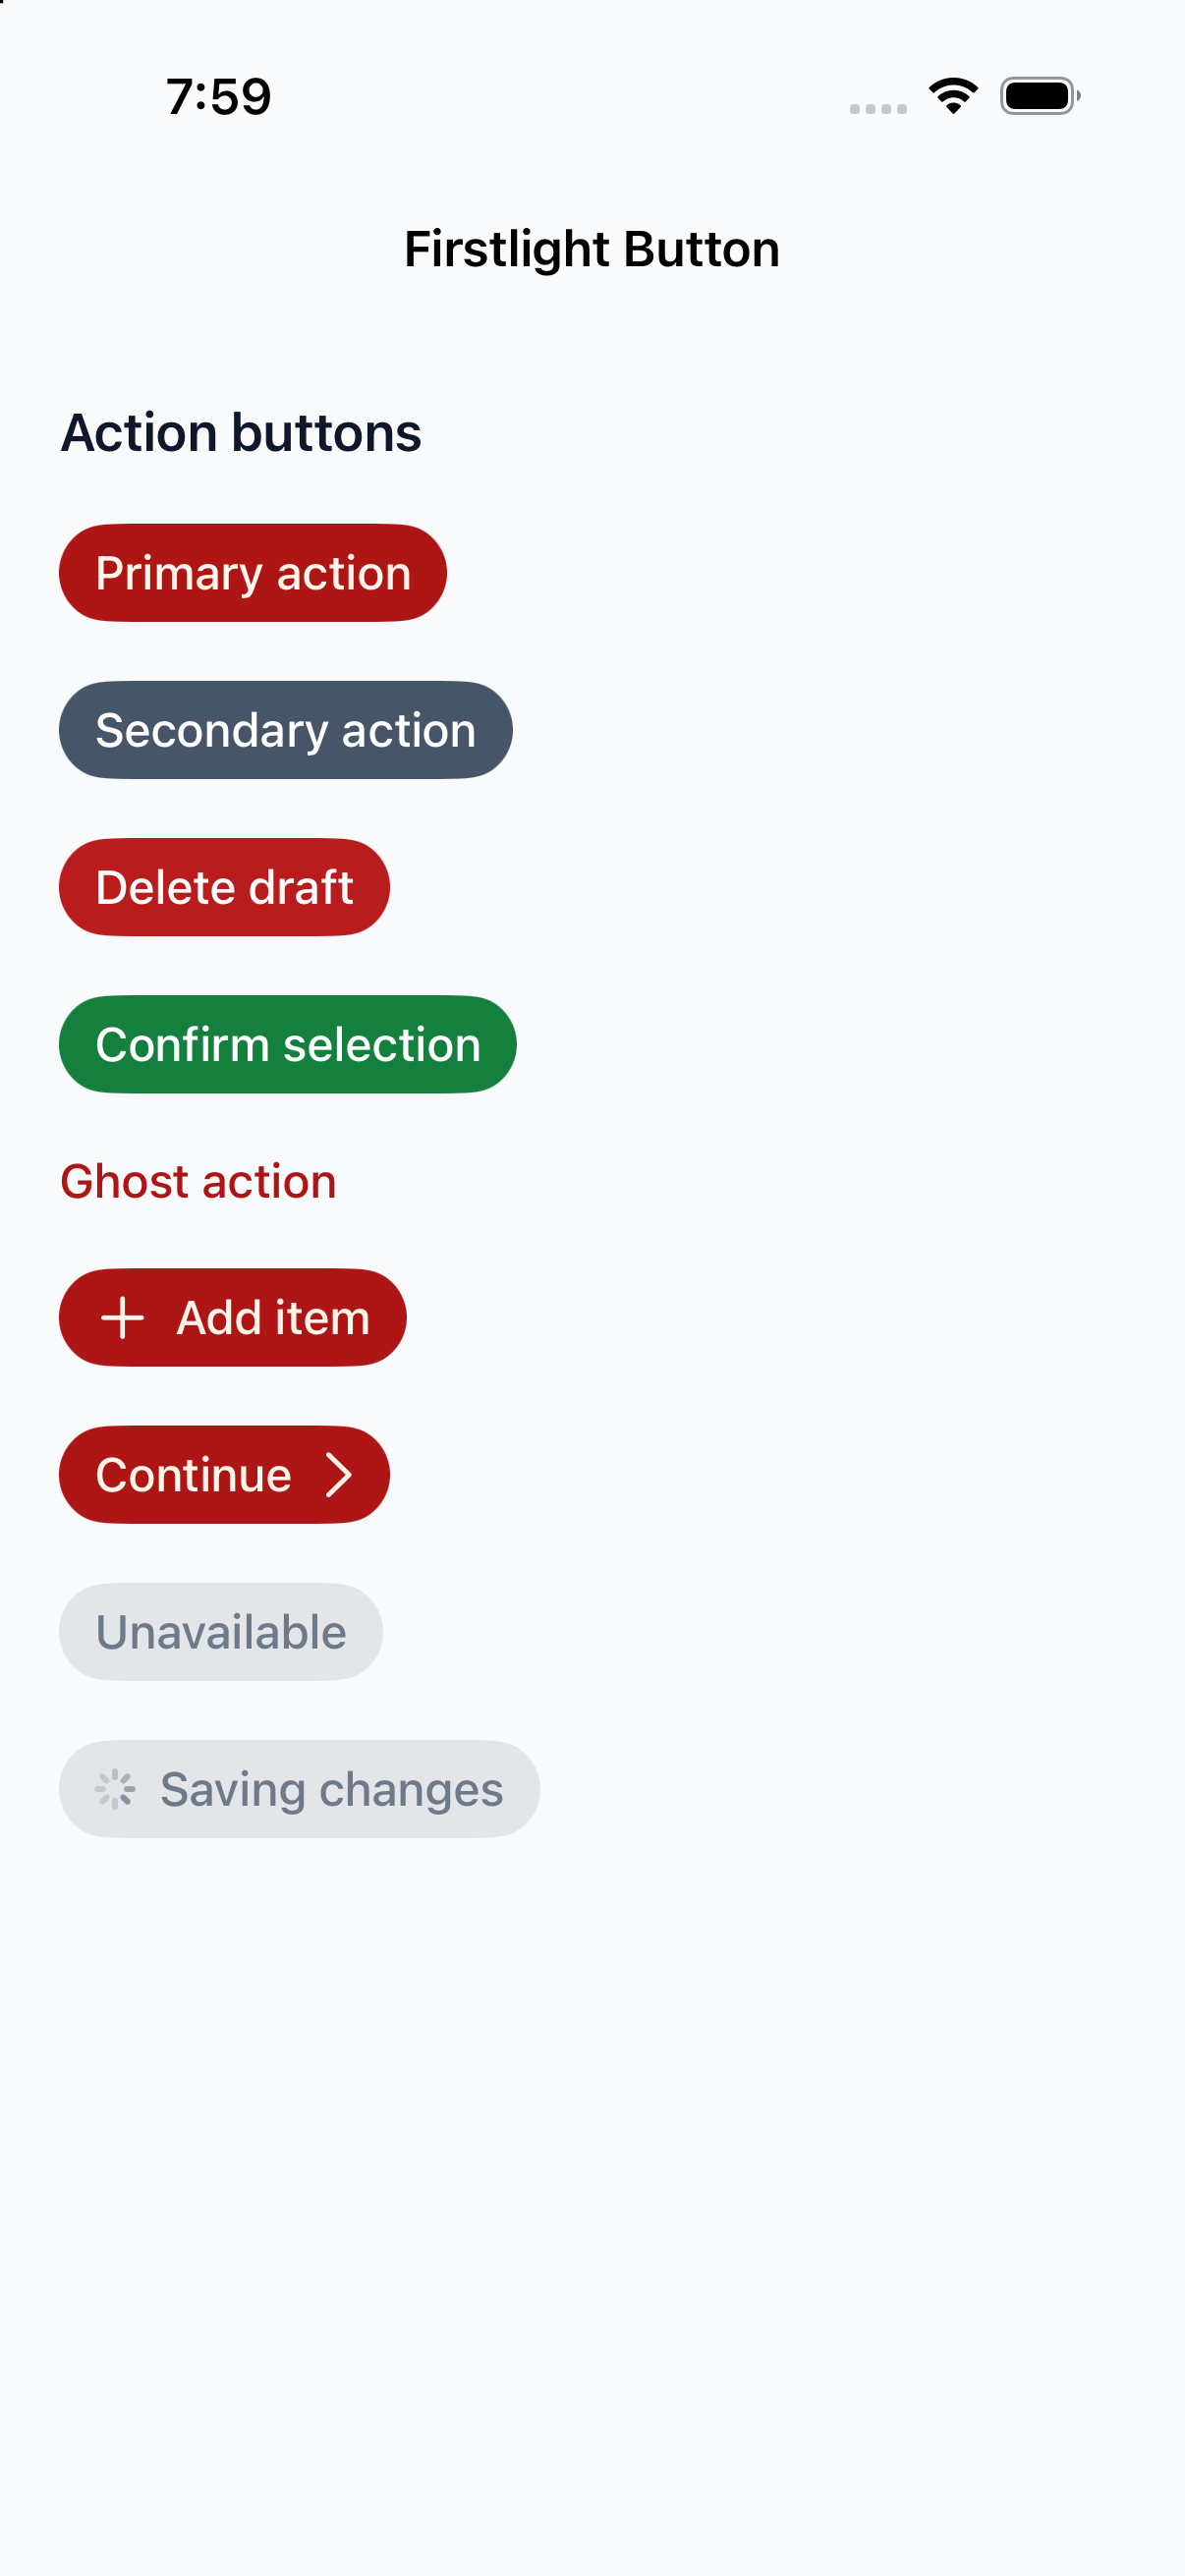 7:59
Firstlight Button
Action buttons
Primary action
Secondary action
Delete draft
Confirm selection
Ghost action
Add item
Continue
Unavailable
Saving changes